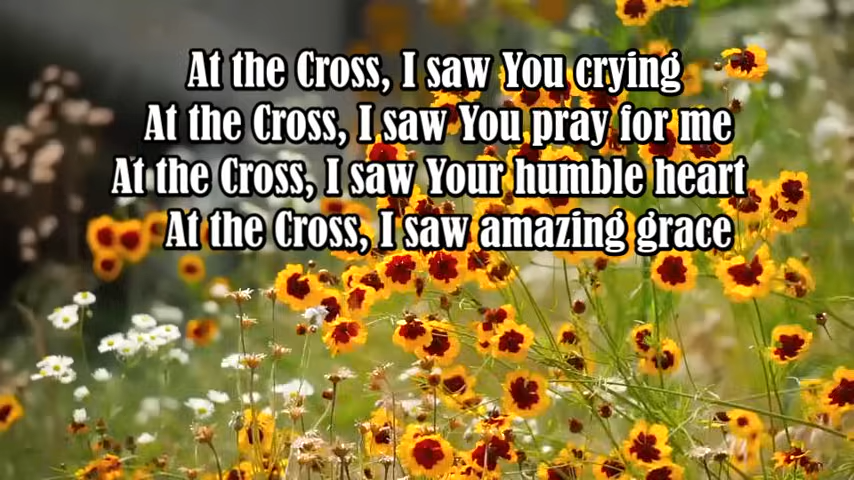 At the Cross, I saw You crying
At the Cross, I saw You pray for me
At the Cross, I saw Your humble heart
At the Cross, I saw amazing grace